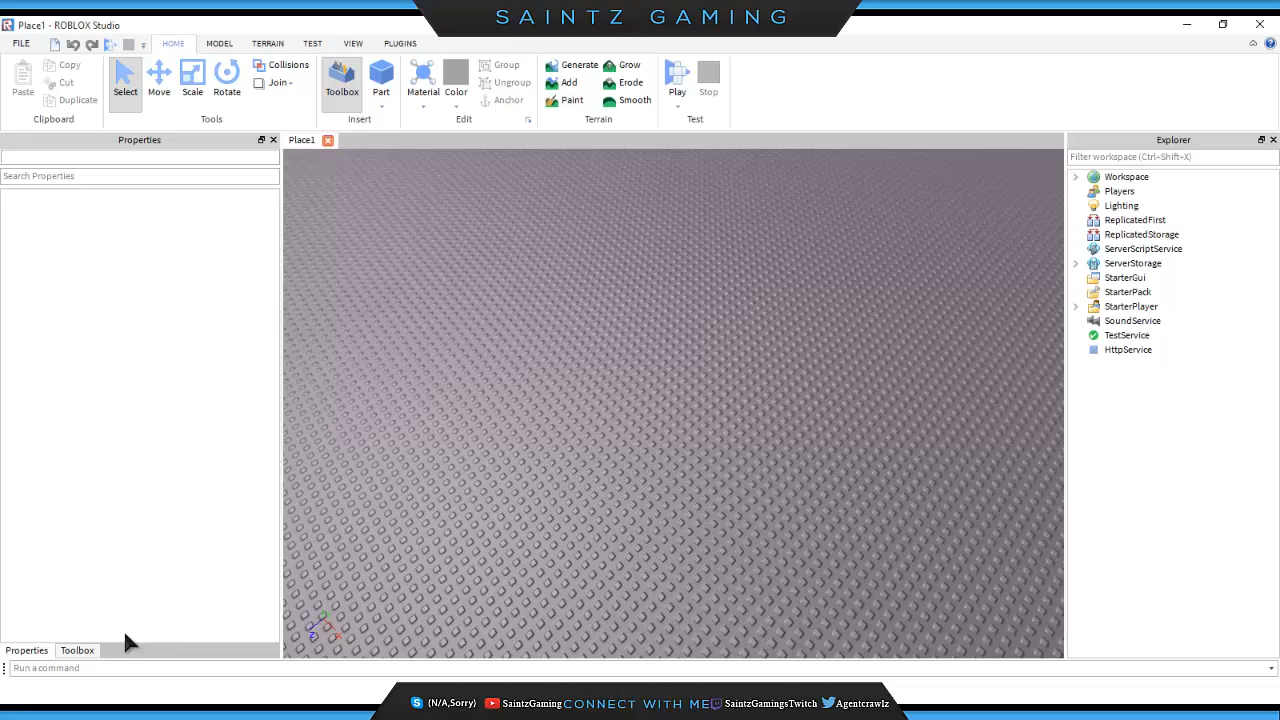 SAINTZ GAMING
Place1 - ROBLOX Studio
FILE HOME MODEL TERRAIN TEST VIEW PLUGINS
Paste Copy Cut Duplicate
Clipboard
Select Move Scale Rotate Collisions Join
Tools
Toolbox Part
Insert
Material Color Group Ungroup Anchor
Edit
Generate Grow
Add Erode
Paint Smooth
Terrain
Play Stop
Test
Properties
Search Properties
Place1
Explorer
Filter workspace (Ctrl+Shift+X)
Workspace
Players
Lighting
ReplicatedFirst
ReplicatedStorage
ServerScriptService
ServerStorage
StarterGui
StarterPack
StarterPlayer
SoundService
TestService
HttpService
Z X
Properties Toolbox
Run a command
(N/A,Sorry) SaintzGaming CONNECT WITH ME SaintzGamingsTwitch Agentcrawlz